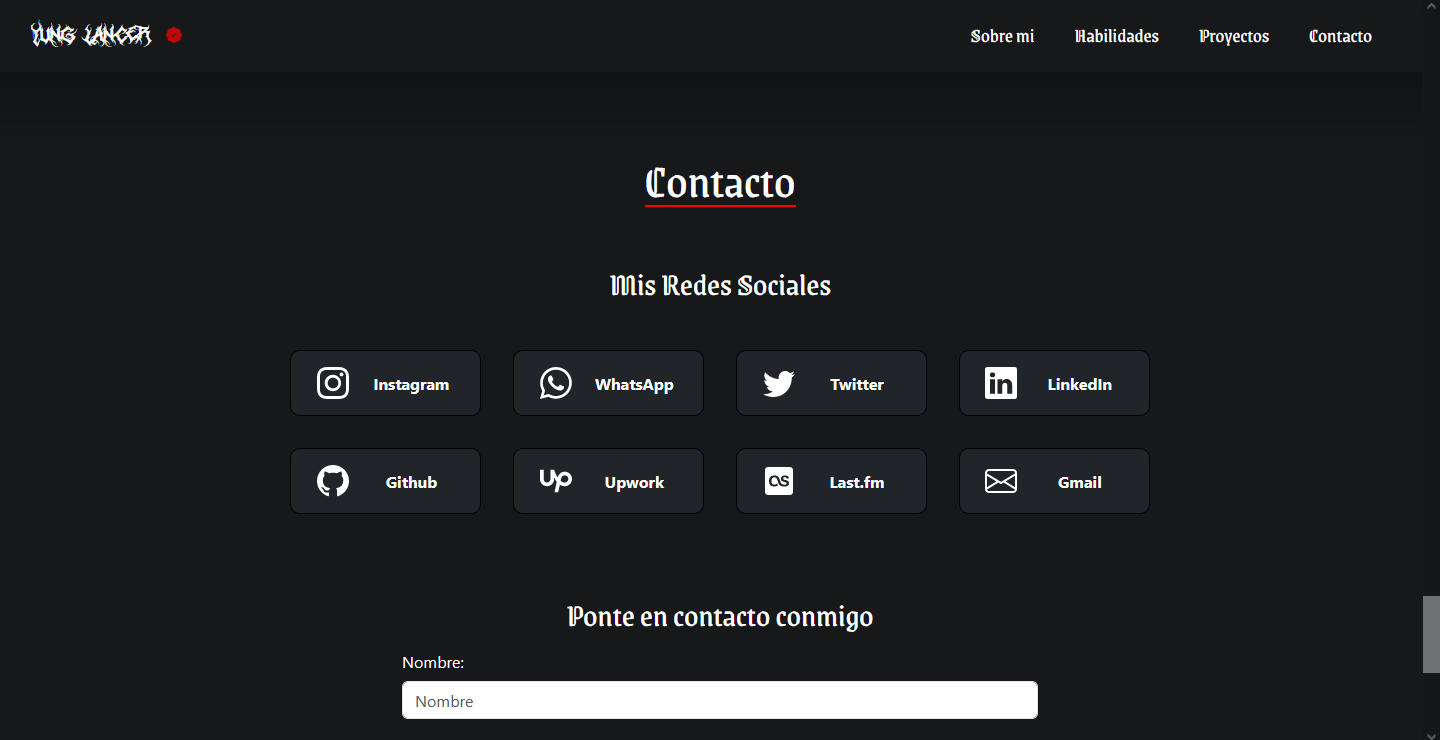 YUNG LANCER
Sobre mi Habilidades Proyectos Contacto
Contacto
Mis Redes Sociales
Instagram WhatsApp Twitter LinkedIn
Github Upwork Last.fm Gmail
Ponte en contacto conmigo
Nombre:
Nombre